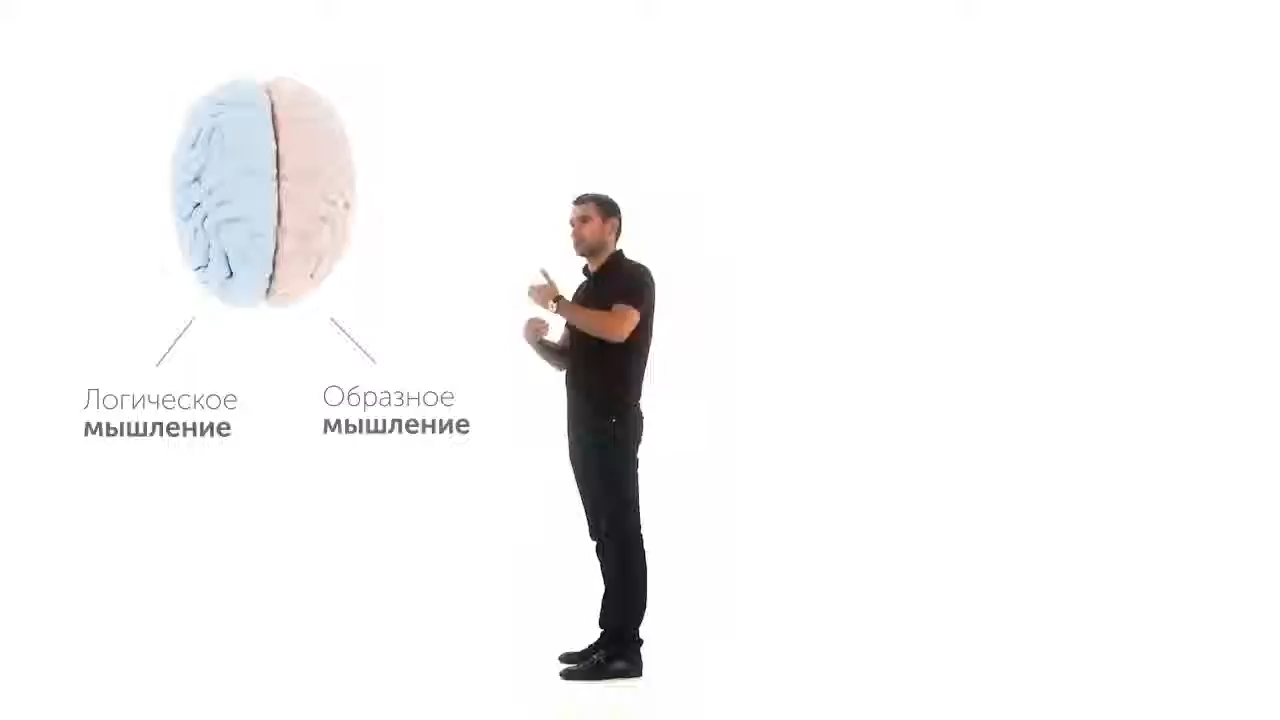 Логическое
мышление
Образное
мышление